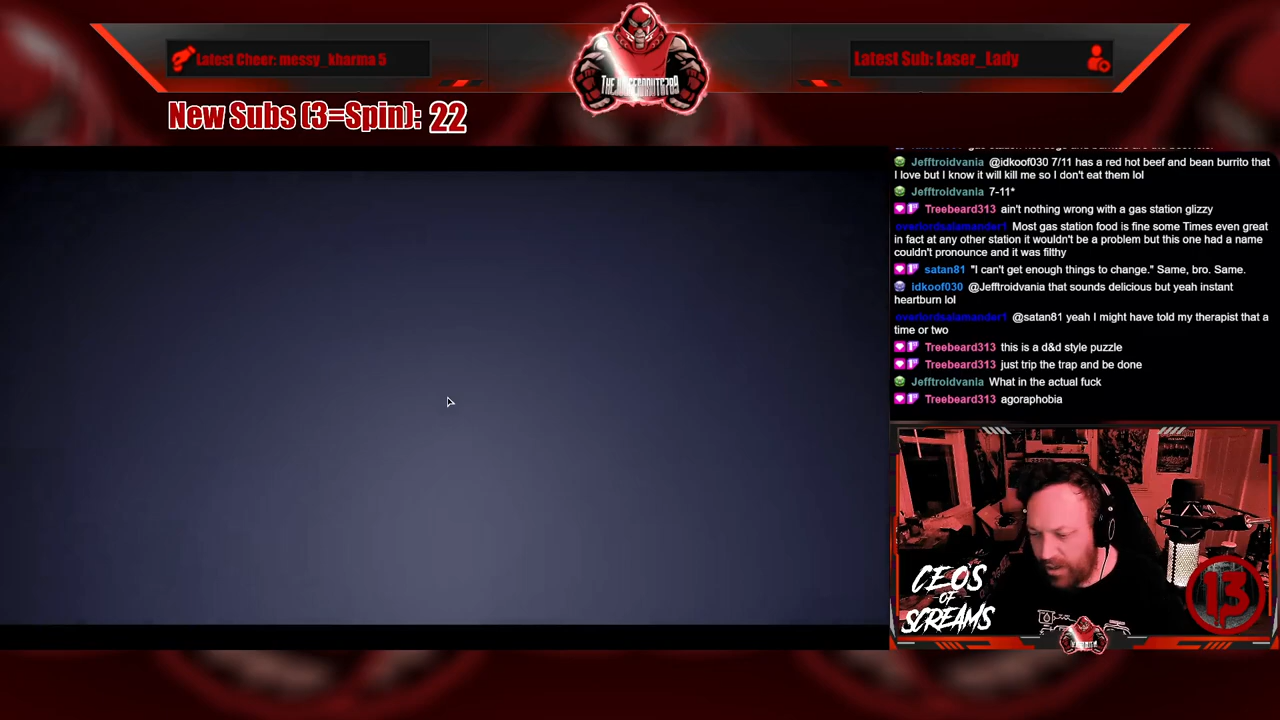 Latest Cheer: messy_kharma 5
Latest Sub: Laser_Lady
New Subs (3=Spin): 22
Jefftroidvania @idkoof030 7/11 has a red hot beef and bean burrito that
I love but I know it will kill me so I don't eat them lol
Jefftroidvania 7-11*
Treebeard313 ain't nothing wrong with a gas station glizzy
overlordsalamander1 Most gas station food is fine some Times even great
in fact at any other station it wouldn't be a problem but this one had a name
couldn't pronounce and it was filthy
satan81 "I can't get enough things to change." Same, bro. Same.
idkoof030 @Jefftroidvania that sounds delicious but yeah instant
heartburn lol
overlordsalamander1 @satan81 yeah I might have told my therapist that a
time or two
Treebeard313 this is a d&d style puzzle
Treebeard313 just trip the trap and be done
Jefftroidvania What in the actual fuck
Treebeard313 agoraphobia
CEO'S
OF
SCREAMS
13